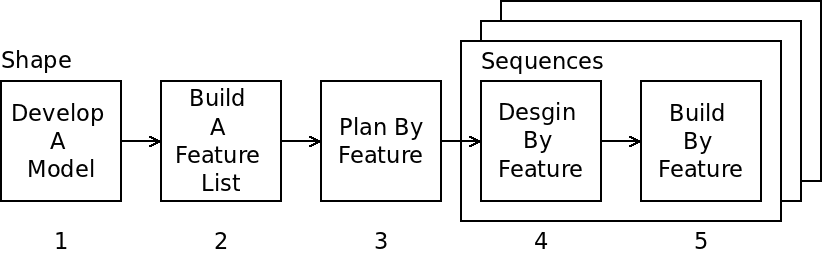 Shape
Develop
A
Model
Build
A
Feature
List
Plan By
Feature
Sequences
Desgin
By
Feature
Build
By
Feature
1
2
3
4
5